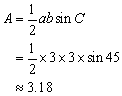 A = 1/2 ab sin C
= 1/2 × 3 × 3 × sin 45
≈ 3.18